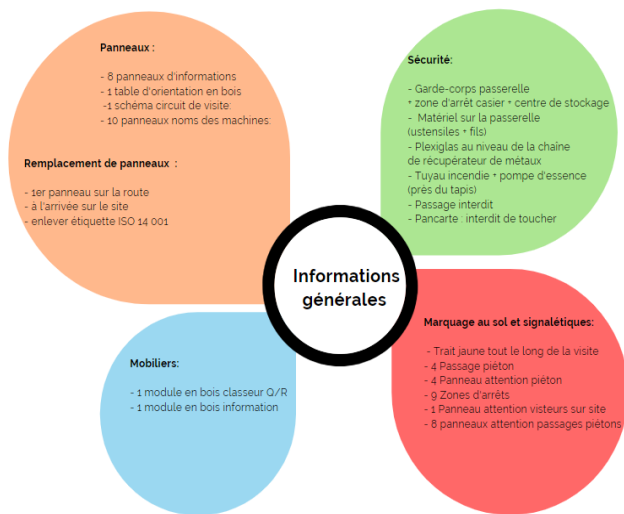 Panneaux :
- 8 panneaux d'informations
- 1 table d'orientation en bois
-1 schéma circuit de visite:
- 10 panneaux noms des machines:
Remplacement de panneaux :
- 1er panneau sur la route
- à l'arrivée sur le site
- enlever étiquette ISO 14 001
Sécurité:
- Garde-corps passerelle
+ zone d'arrêt casier + centre de stockage
- Matériel sur la passerelle
(ustensiles + fils)
- Plexiglas au niveau de la chaîne
de récupérateur de métaux
- Tuyau incendie + pompe d'essence
(près du tapis)
- Passage interdit
- Pancarte : interdit de toucher
Informations
générales
Mobiliers:
- 1 module en bois classeur Q/R
- 1 module en bois information
Marquage au sol et signalétiques:
- Trait jaune tout le long de la visite
- 4 Passage piéton
- 4 Panneau attention piéton
- 9 Zones d'arrêts
- 1 Panneau attention visteurs sur site
- 8 panneaux attention passages piétons